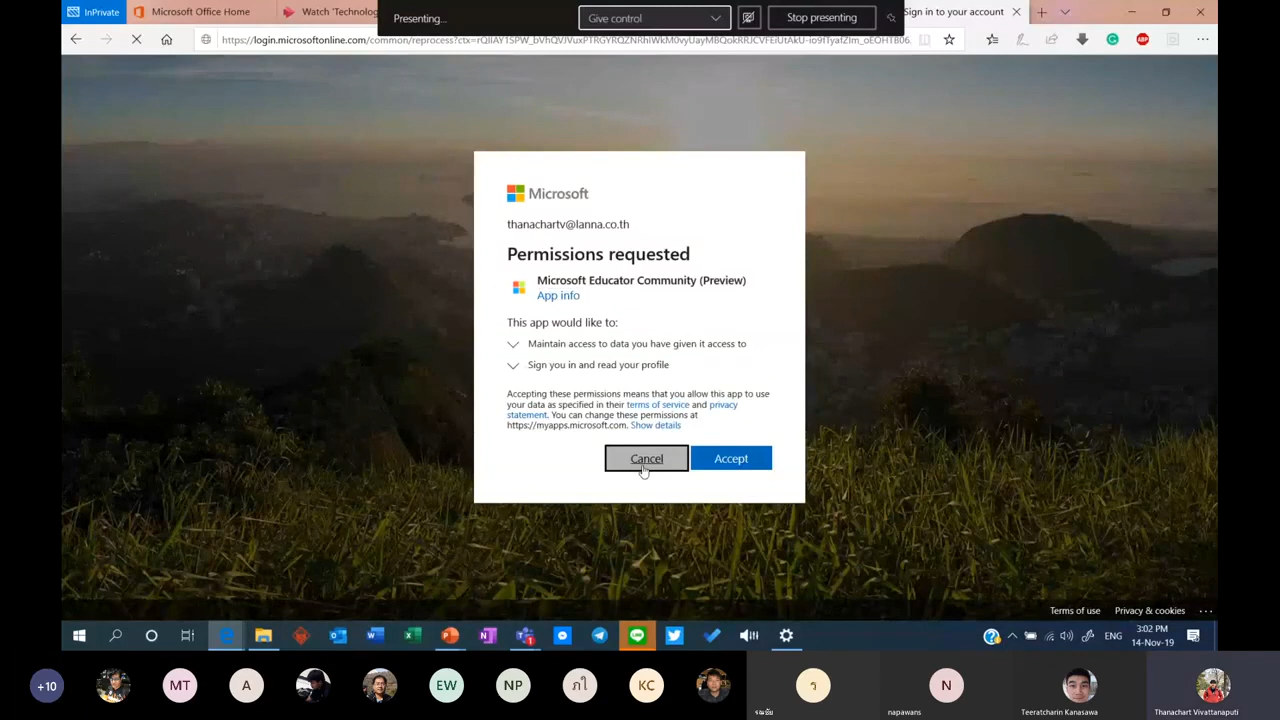 InPrivate
Microsoft Office Home
Watch 'Technolog
Presenting...
Give control
Stop presenting
Sign in to your account
Microsoft
thanachartv@lanna.co.th
Permissions requested
Microsoft Educator Community (Preview)
App info
This app would like to:
Maintain access to data you have given it access to
Sign you in and read your profile
Accepting these permissions means that you allow this app to use
your data as specified in their terms of service and privacy
statement. You can change these permissions at
https://myapps.microsoft.com. Show details
Cancel
Accept
Terms of use
Privacy & cookies
ENG
3:02 PM
14-Nov-19
+10
MT
A
EW
NP
ภไ
KC
ร
N
napawans
Teeratcharin Kanasawa
Thanachart Vivattanaputi